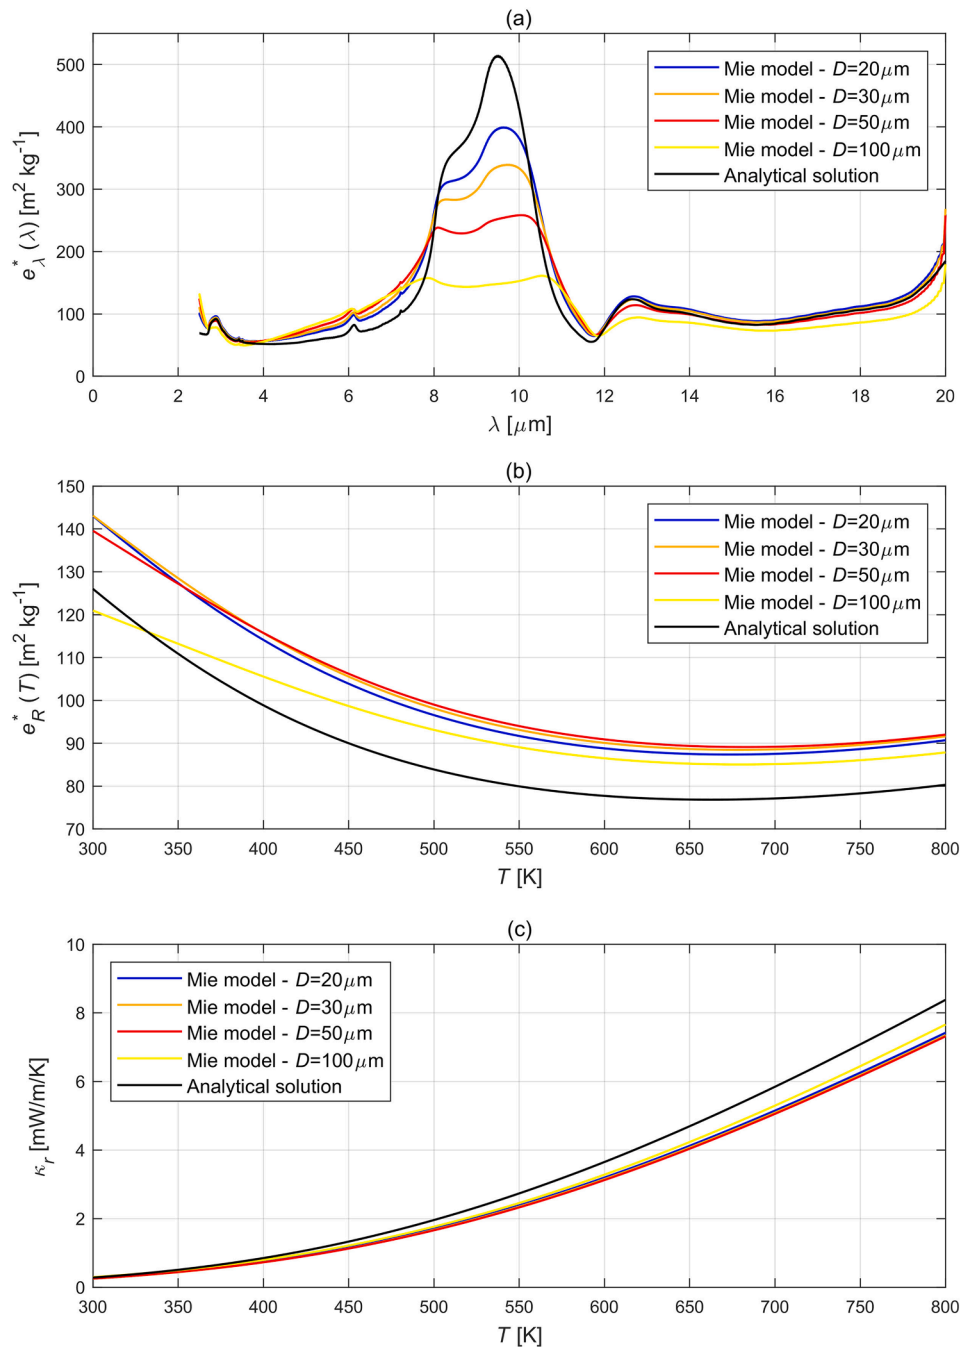 (a)
500
400
300
200
100
0
e*λ (λ) [m² kg⁻¹]
Mie model - D=20μm
Mie model - D=30μm
Mie model - D=50μm
Mie model - D=100μm
Analytical solution
0 2 4 6 8 10 12 14 16 18 20
λ [μm]
(b)
150
140
130
120
110
100
90
80
70
e*R (T) [m² kg⁻¹]
Mie model - D=20μm
Mie model - D=30μm
Mie model - D=50μm
Mie model - D=100μm
Analytical solution
300 350 400 450 500 550 600 650 700 750 800
T [K]
(c)
10
8
6
4
2
0
κr [mW/m/K]
Mie model - D=20μm
Mie model - D=30μm
Mie model - D=50μm
Mie model - D=100μm
Analytical solution
300 350 400 450 500 550 600 650 700 750 800
T [K]